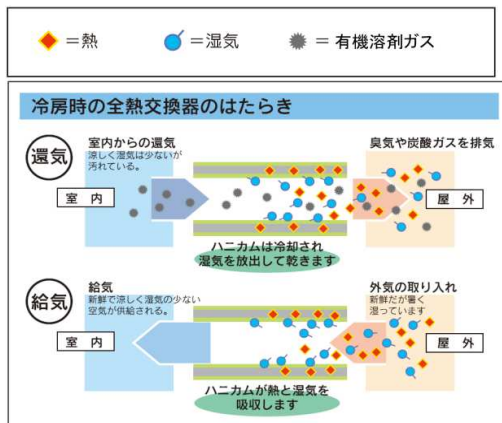 =熱 =湿気 =有機溶剤ガス
冷房時の全熱交換器のはたらき
還気
室内からの還気
涼しく湿気は少ないが
汚れている。
室内
臭気や炭酸ガスを排気
屋外
ハニカムは冷却され
湿気を放出して乾きます
給気
給気
新鮮で涼しく湿気の少ない
空気が供給される。
室内
外気の取り入れ
新鮮だが暑く
湿っています
屋外
ハニカムが熱と湿気を
吸収します